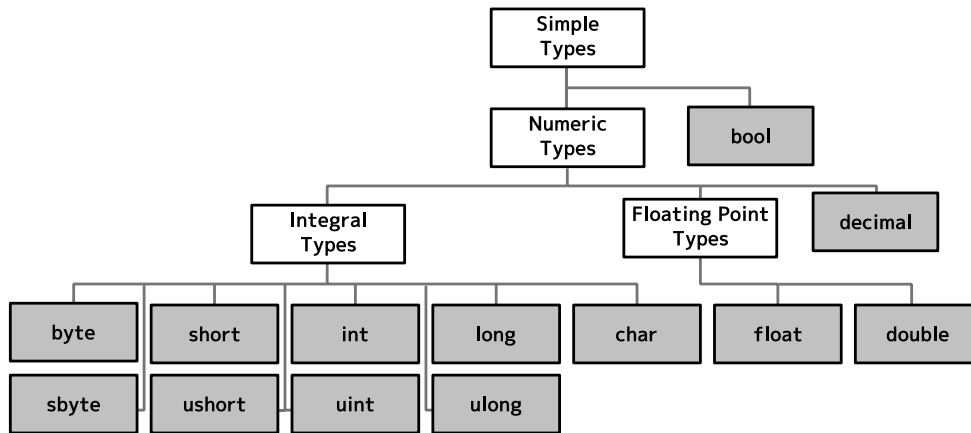 Simple
Types
Numeric
Types
bool
Integral
Types
Floating Point
Types
decimal
byte
short
int
long
char
float
double
sbyte
ushort
uint
ulong